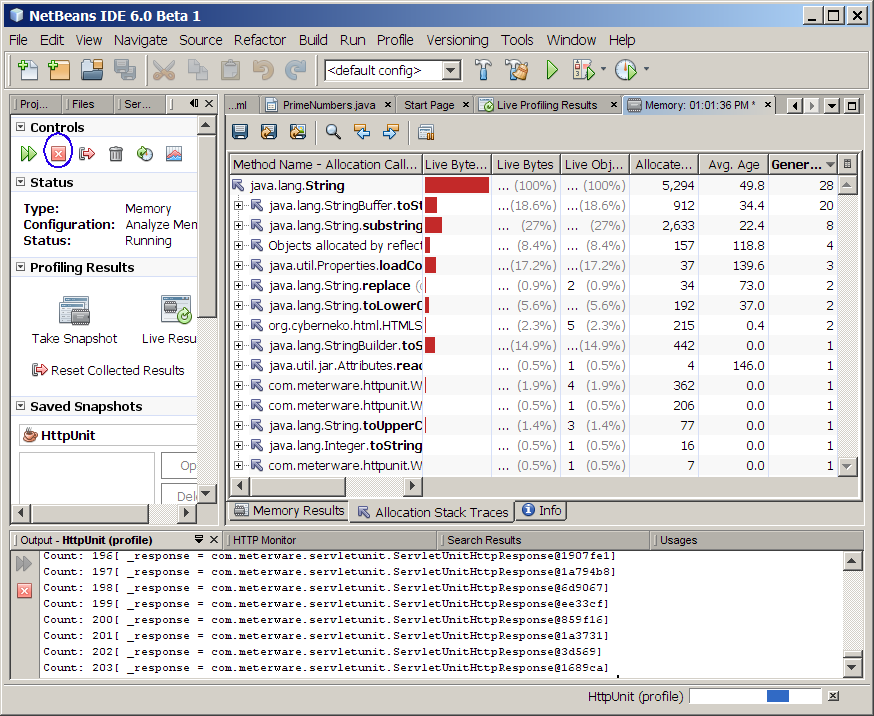 NetBeans IDE 6.0 Beta 1
File Edit View Navigate Source Refactor Build Run Profile Versioning Tools Window Help
<default config>
Proj... Files Ser...
...ml PrimeNumbers.java Start Page Live Profiling Results Memory: 01:01:36 PM *
Controls
Status
Type: Memory
Configuration: Analyze Mem
Status: Running
Profiling Results
Take Snapshot Live Resu
Reset Collected Results
Saved Snapshots
HttpUnit
Op
Del
Method Name - Allocation Call... Live Byte... Live Bytes Live Obj... Allocate... Avg. Age Gener...
java.lang.String ... (100%) ... (100%) 5,294 49.8 28
java.lang.StringBuffer.toSt ... (18.6%) ...(18.6%) 912 34.4 20
java.lang.String.substring ... (27%) ... (27%) 2,633 22.4 8
Objects allocated by reflect ... (8.4%) ... (8.4%) 157 118.8 4
java.util.Properties.loadCo ...(17.2%) ...(17.2%) 37 139.6 3
java.lang.String.replace ... (0.9%) 2 (0.9%) 34 73.0 2
java.lang.String.toLowerC ... (5.6%) ... (5.6%) 192 37.0 2
org.cyberneko.html.HTMLS ... (2.3%) 5 (2.3%) 215 0.4 2
java.lang.StringBuilder.toS ...(14.9%) ...(14.9%) 442 0.0 1
java.util.jar.Attributes.read ... (0.5%) 1 (0.5%) 4 146.0 1
com.meterware.httpunit.W ... (1.9%) 4 (1.9%) 362 0.0 1
com.meterware.httpunit.W ... (0.5%) 1 (0.5%) 206 0.0 1
java.lang.String.toUpperC ... (1.4%) 3 (1.4%) 77 0.0 1
java.lang.Integer.toString ... (0.5%) 1 (0.5%) 16 0.0 1
com.meterware.httpunit.W ... (0.5%) 1 (0.5%) 7 0.0 1
Memory Results Allocation Stack Traces Info
Output - HttpUnit (profile) HTTP Monitor Search Results Usages
Count: 196[ _response = com.meterware.servletunit.ServletUnitHttpResponse@1907fe1]
Count: 197[ _response = com.meterware.servletunit.ServletUnitHttpResponse@1a794b8]
Count: 198[ _response = com.meterware.servletunit.ServletUnitHttpResponse@6d9067]
Count: 199[ _response = com.meterware.servletunit.ServletUnitHttpResponse@ee33cf]
Count: 200[ _response = com.meterware.servletunit.ServletUnitHttpResponse@859f16]
Count: 201[ _response = com.meterware.servletunit.ServletUnitHttpResponse@1a3731]
Count: 202[ _response = com.meterware.servletunit.ServletUnitHttpResponse@3d569]
Count: 203[ _response = com.meterware.servletunit.ServletUnitHttpResponse@1689ca]
HttpUnit (profile)